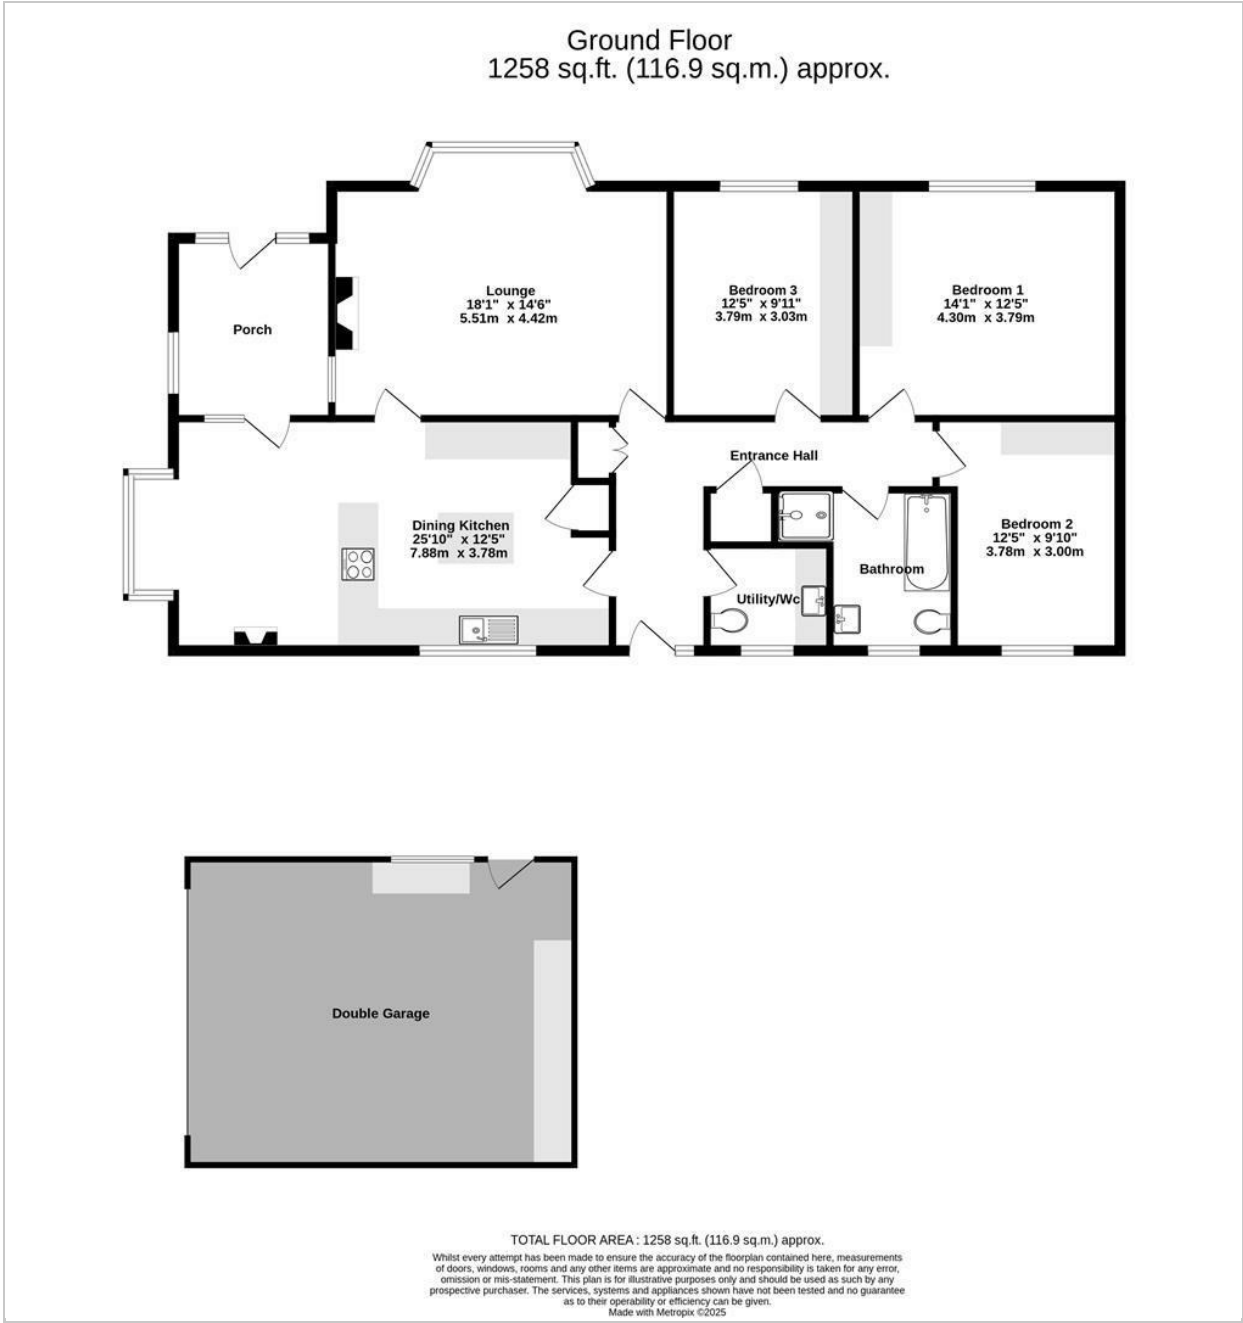 Ground Floor
1258 sq.ft. (116.9 sq.m.) approx.
Lounge
18'1" x 14'6"
5.51m x 4.42m
Bedroom 3
12'5" x 9'11"
3.79m x 3.03m
Bedroom 1
14'1" x 12'5"
4.30m x 3.79m
Porch
Entrance Hall
Dining Kitchen
25'10" x 12'5"
7.88m x 3.78m
Bedroom 2
12'5" x 9'10"
3.78m x 3.00m
Bathroom
Utility/Wc
Double Garage
TOTAL FLOOR AREA : 1258 sq.ft. (116.9 sq.m.) approx.
Whilst every attempt has been made to ensure the accuracy of the floorplan contained here, measurements
of doors, windows, rooms and any other items are approximate and no responsibility is taken for any error,
omission or mis-statement. This plan is for illustrative purposes only and should be used as such by any
prospective purchaser. The services, systems and appliances shown have not been tested and no guarantee
as to their operability or efficiency can be given.
Made with Metropix ©2025